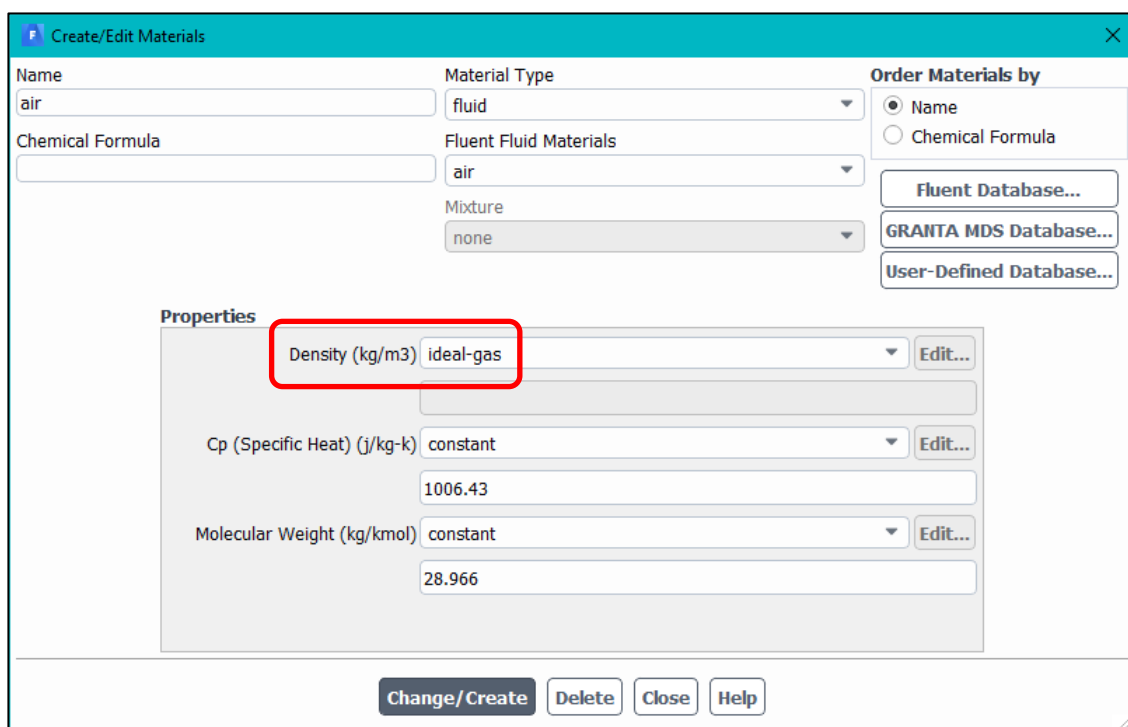 F Create/Edit Materials
Name
air
Chemical Formula
Material Type
fluid
Fluent Fluid Materials
air
Mixture
none
Order Materials by
Name
Chemical Formula
Fluent Database...
GRANTA MDS Database...
User-Defined Database...
Properties
Density (kg/m3) ideal-gas Edit...
Cp (Specific Heat) (j/kg-k) constant Edit...
1006.43
Molecular Weight (kg/kmol) constant Edit...
28.966
Change/Create Delete Close Help